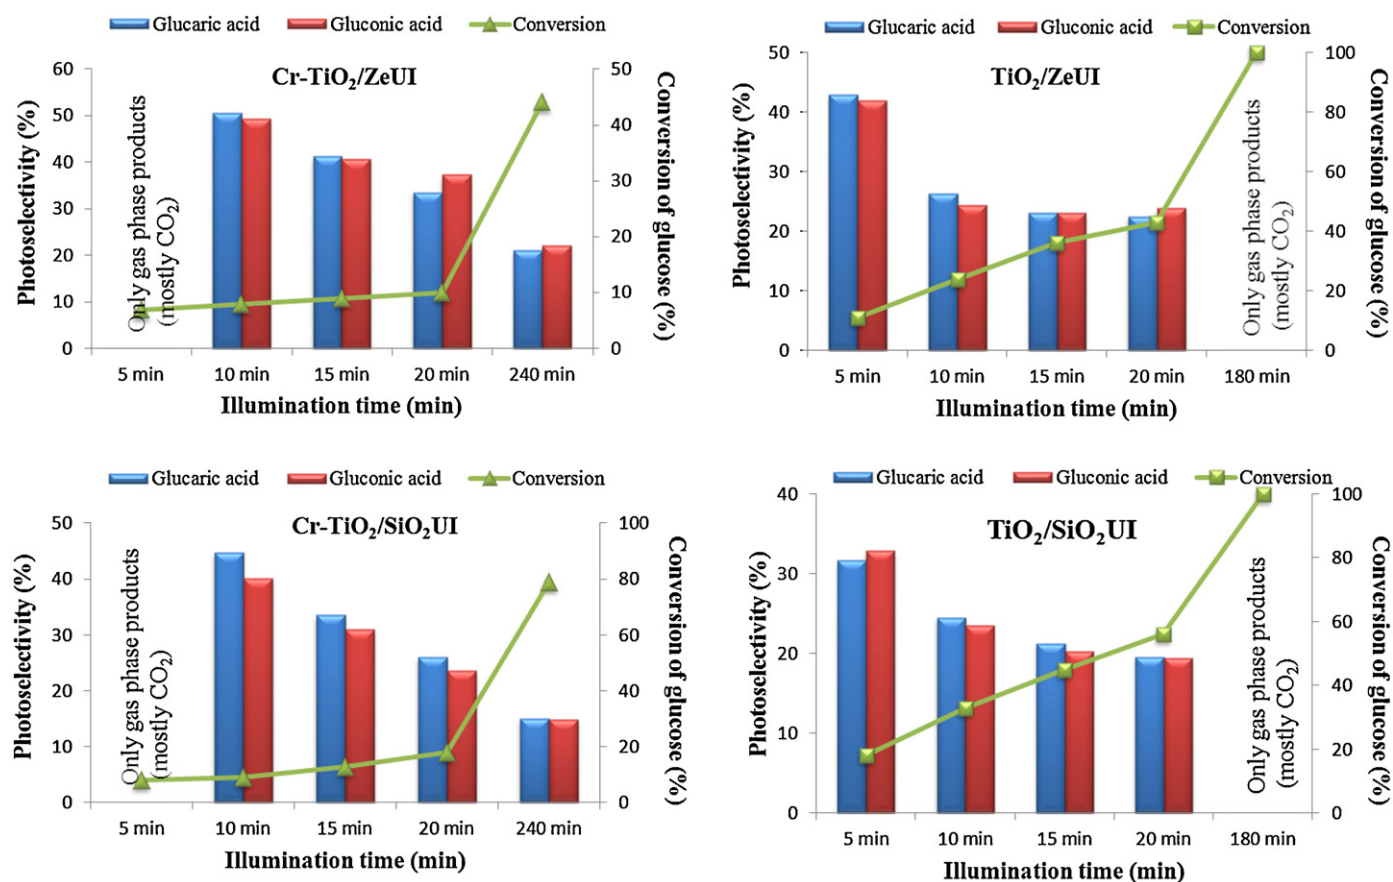 Glucaric acid Gluconic acid Conversion
Cr-TiO₂/ZeUI
Photoselectivity (%)
60
50
40
30
20
10
0
Only gas phase products
(mostly CO₂)
50
40
30
20
10
0
Conversion of glucose (%)
5 min 10 min 15 min 20 min 240 min
Illumination time (min)
Glucaric acid Gluconic acid Conversion
TiO₂/ZeUI
Photoselectivity (%)
50
40
30
20
10
0
Only gas phase products
(mostly CO₂)
100
80
60
40
20
0
Conversion of glucose (%)
5 min 10 min 15 min 20 min 180 min
Illumination time (min)
Glucaric acid Gluconic acid Conversion
Cr-TiO₂/SiO₂UI
Photoselectivity (%)
50
40
30
20
10
0
Only gas phase products
(mostly CO₂)
100
80
60
40
20
0
Conversion of glucose (%)
5 min 10 min 15 min 20 min 240 min
Illumination time (min)
Glucaric acid Gluconic acid Conversion
TiO₂/SiO₂UI
Photoselectivity (%)
40
30
20
10
0
Only gas phase products
(mostly CO₂)
100
80
60
40
20
0
Conversion of glucose (%)
5 min 10 min 15 min 20 min 180 min
Illumination time (min)